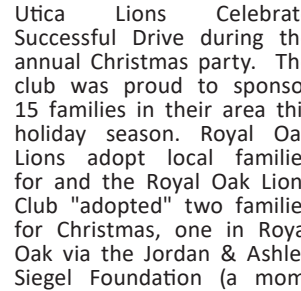 Utica Lions Celebrat
Successful Drive during th
annual Christmas party. Th
club was proud to sponso
15 families in their area thi
holiday season. Royal Oa
Lions adopt local familie
for and the Royal Oak Lion
Club "adopted" two familie
for Christmas, one in Roya
Oak via the Jordan & Ashle
Siegel Foundation (a mom